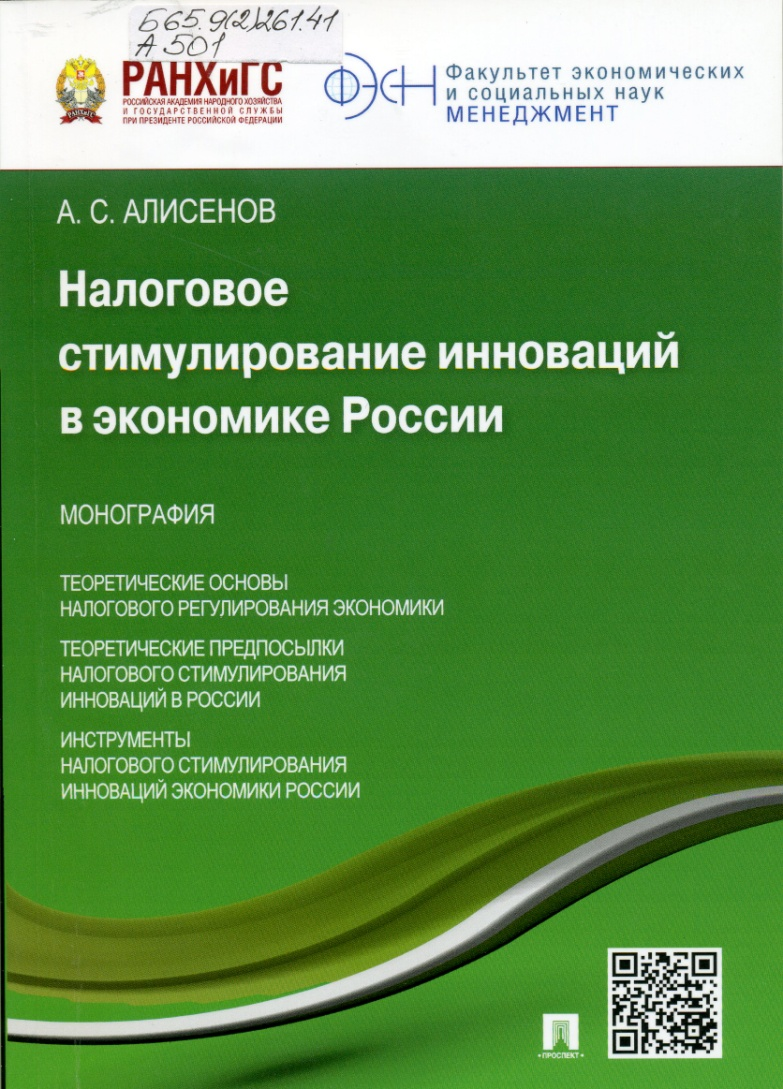 Б65.9(2)261.41
А 501
РАНХиГС
РОССИЙСКАЯ АКАДЕМИЯ НАРОДНОГО ХОЗЯЙСТВА
И ГОСУДАРСТВЕННОЙ СЛУЖБЫ
ПРИ ПРЕЗИДЕНТЕ РОССИЙСКОЙ ФЕДЕРАЦИИ
РАНХиГС
ФЭСН
Факультет экономических
и социальных наук
МЕНЕДЖМЕНТ
А. С. АЛИСЕНОВ
Налоговое
стимулирование инноваций
в экономике России
МОНОГРАФИЯ
ТЕОРЕТИЧЕСКИЕ ОСНОВЫ
НАЛОГОВОГО РЕГУЛИРОВАНИЯ ЭКОНОМИКИ
ТЕОРЕТИЧЕСКИЕ ПРЕДПОСЫЛКИ
НАЛОГОВОГО СТИМУЛИРОВАНИЯ
ИННОВАЦИЙ В РОССИИ
ИНСТРУМЕНТЫ
НАЛОГОВОГО СТИМУЛИРОВАНИЯ
ИННОВАЦИЙ ЭКОНОМИКИ РОССИИ
• ПРОСПЕКТ •